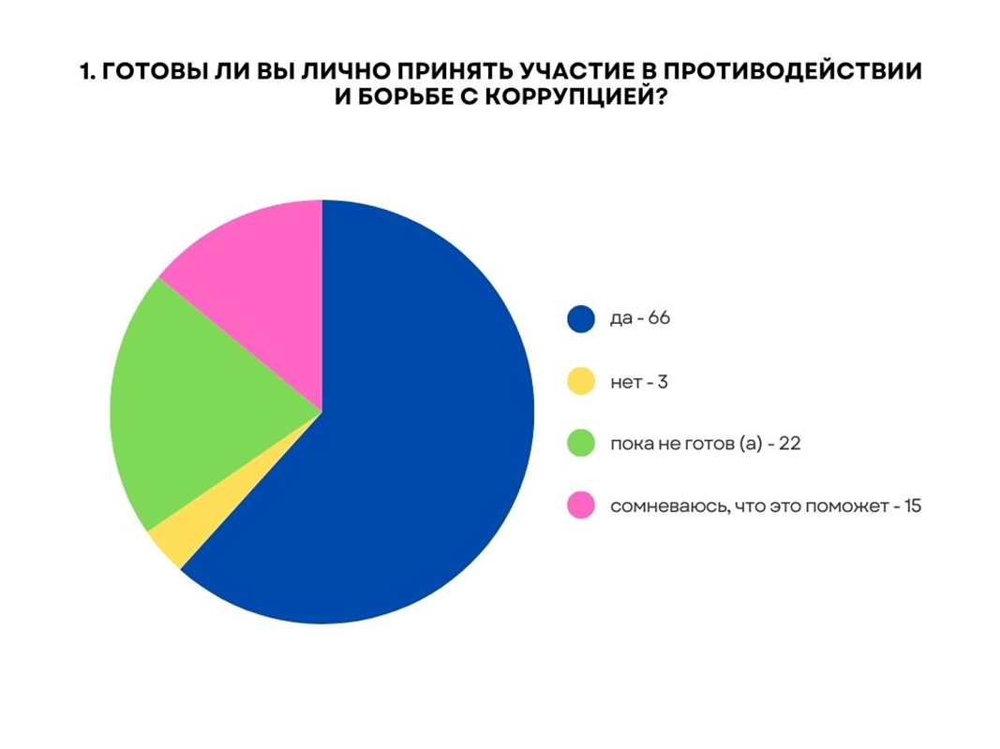 1. ГОТОВЫ ЛИ ВЫ ЛИЧНО ПРИНЯТЬ УЧАСТИЕ В ПРОТИВОДЕЙСТВИИ
И БОРЬБЕ С КОРРУПЦИЕЙ?
да - 66
нет - 3
пока не готов (а) - 22
сомневаюсь, что это поможет - 15